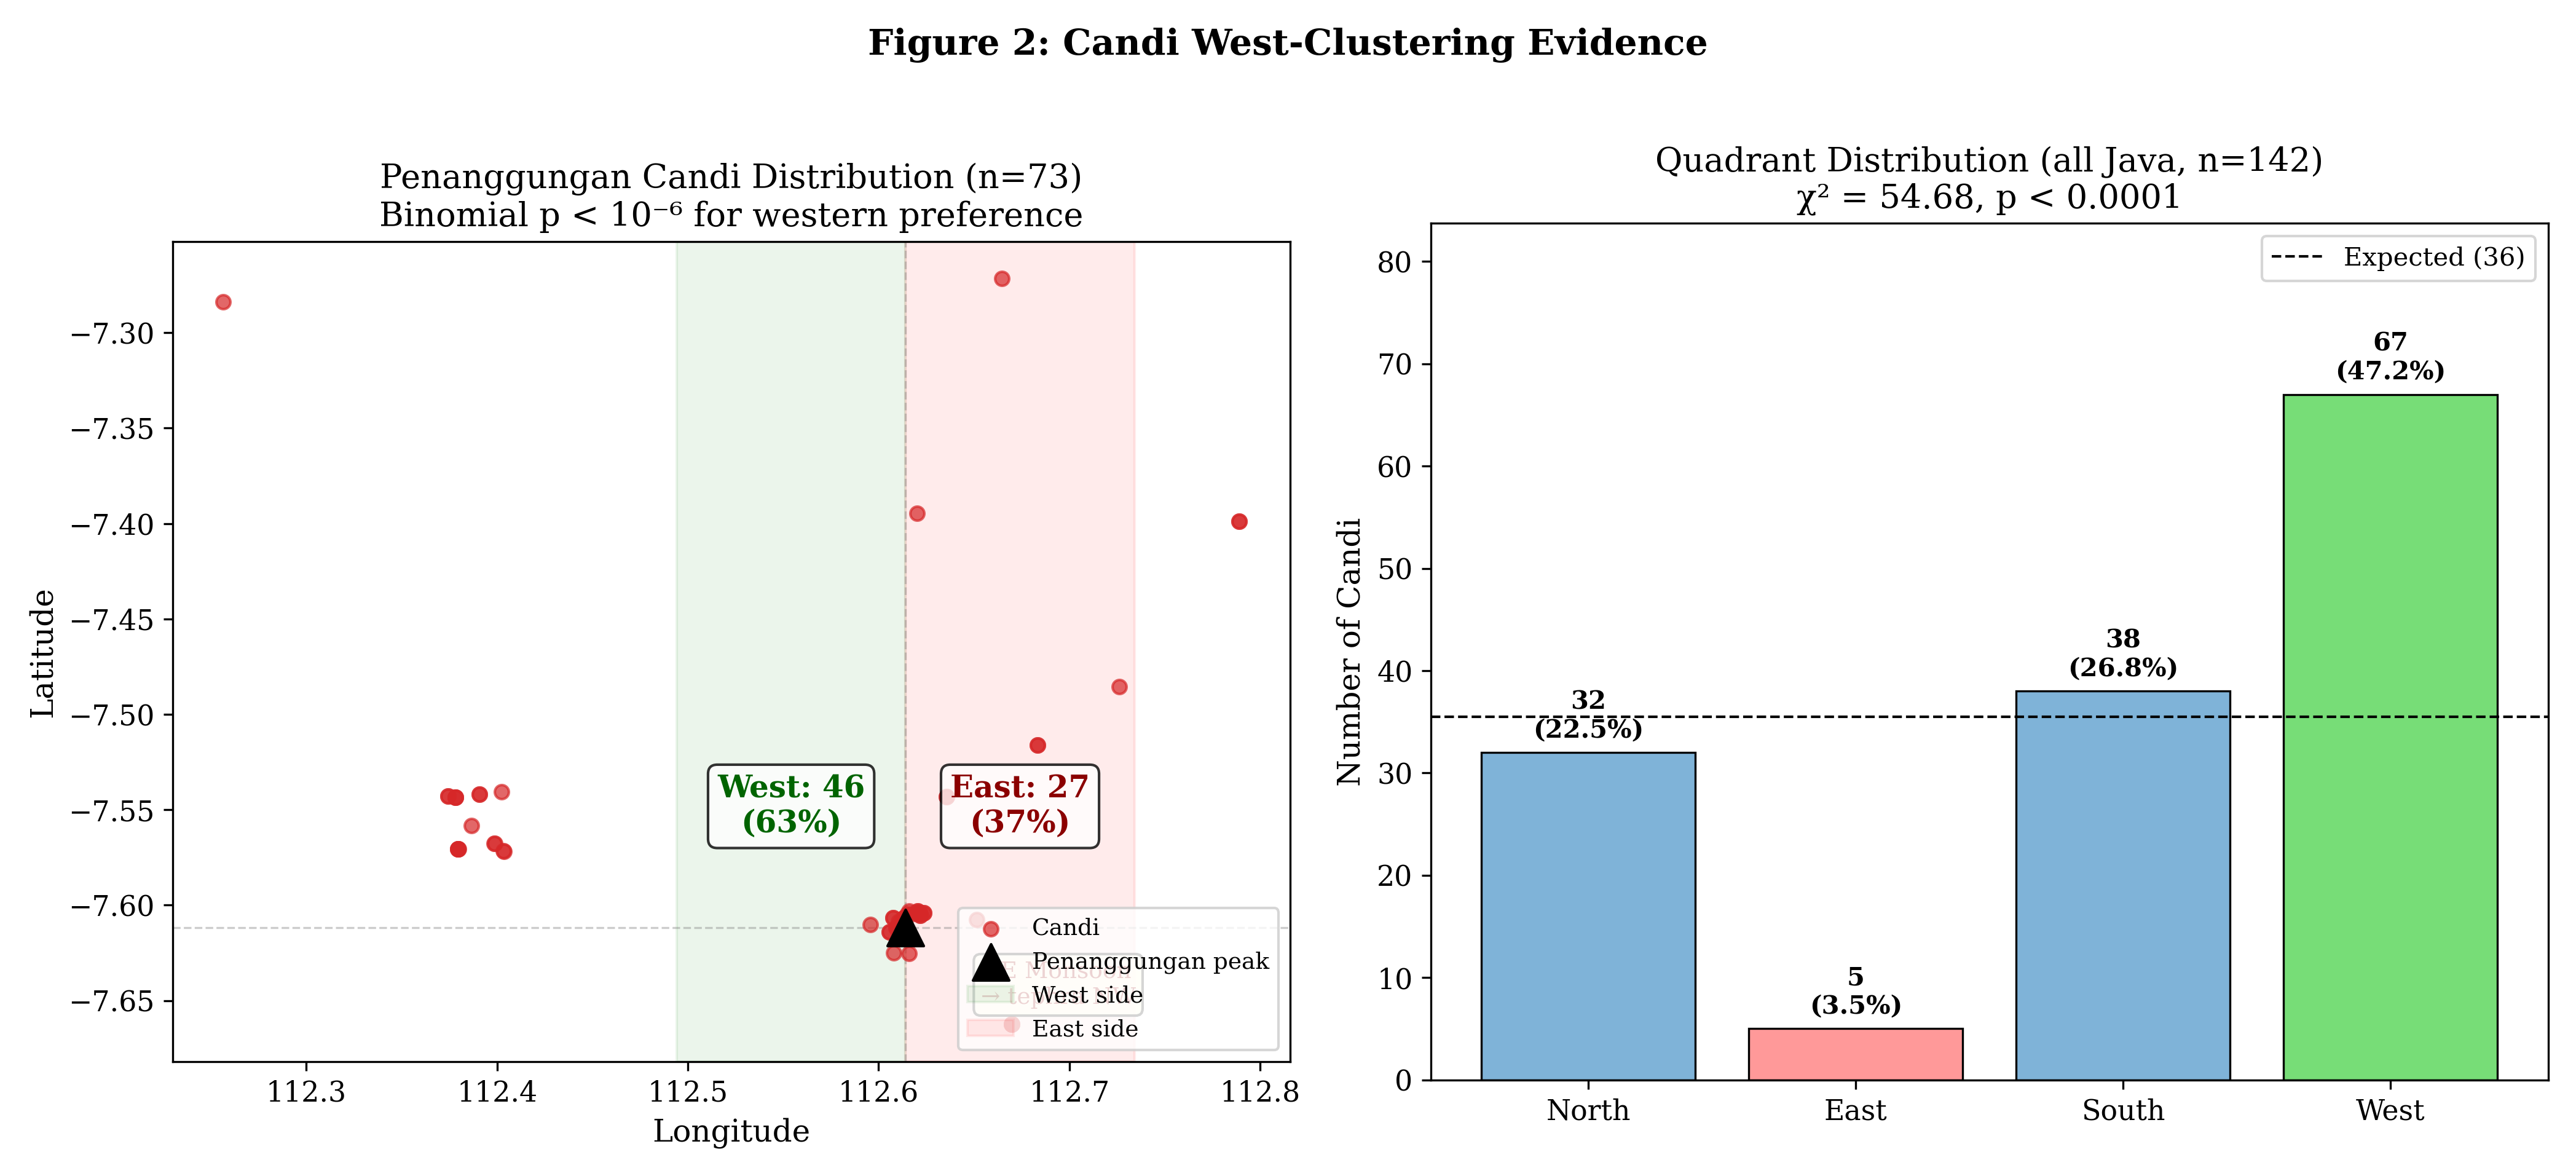 Figure 2: Candi West-Clustering Evidence
Penanggungan Candi Distribution (n=73)
Binomial p < 10⁻⁶ for western preference
Latitude
−7.30
−7.35
−7.40
−7.45
−7.50
−7.55
−7.60
−7.65
West: 46
(63%)
East: 27
(37%)
Candi
Penanggungan peak
West side
East side
112.3
112.4
112.5
112.6
112.7
112.8
Longitude
Quadrant Distribution (all Java, n=142)
χ² = 54.68, p < 0.0001
Number of Candi
80
70
60
50
40
30
20
10
0
Expected (36)
32
(22.5%)
5
(3.5%)
38
(26.8%)
67
(47.2%)
North
East
South
West